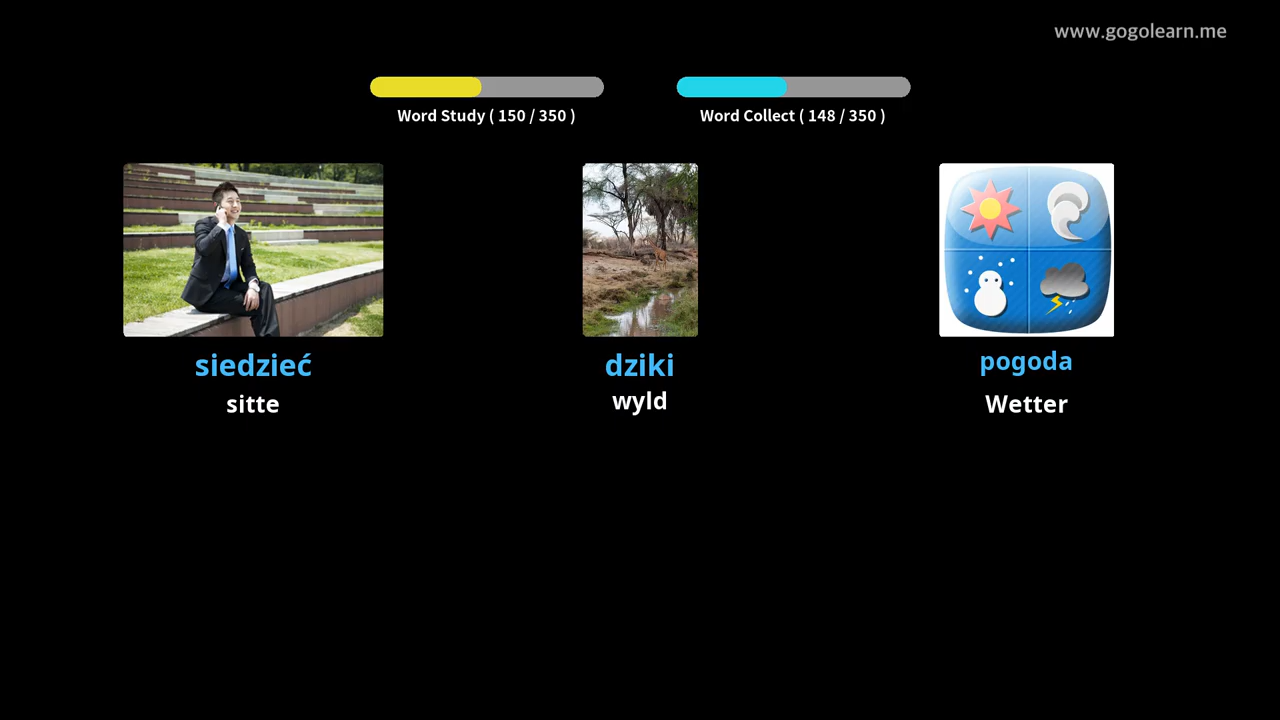 www.gogolearn.me
Word Study ( 150 / 350 )
Word Collect ( 148 / 350 )
siedzieć
sitte
dziki
wyld
pogoda
Wetter